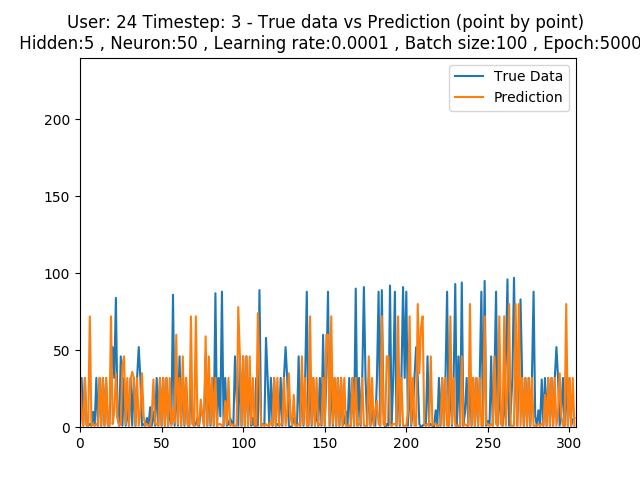 User: 24 Timestep: 3 - True data vs Prediction (point by point)
Hidden:5 , Neuron:50 , Learning rate:0.0001 , Batch size:100 , Epoch:5000
True Data
Prediction
200
150
100
50
0
0 50 100 150 200 250 300